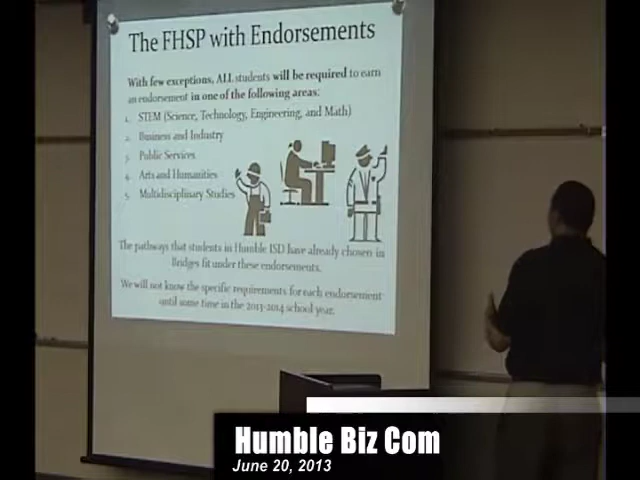 The FHSP with Endorsements
With few exceptions, ALL students will be required to earn
an endorsement in one of the following areas:
1. STEM (Science, Technology, Engineering, and Math)
2. Business and Industry
3. Public Services
4. Arts and Humanities
5. Multidisciplinary Studies
The pathways that students in Humble ISD have already chosen in
Bridges fit under these endorsements.
We will not know the specific requirements for each endorsement
until some time in the 2013-2014 school year.
Humble Biz Com
June 20, 2013